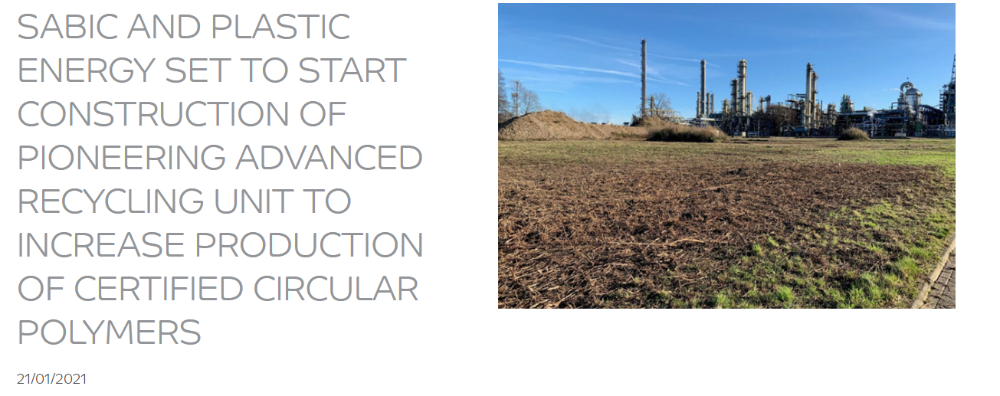 SABIC AND PLASTIC
ENERGY SET TO START
CONSTRUCTION OF
PIONEERING ADVANCED
RECYCLING UNIT TO
INCREASE PRODUCTION
OF CERTIFIED CIRCULAR
POLYMERS
21/01/2021